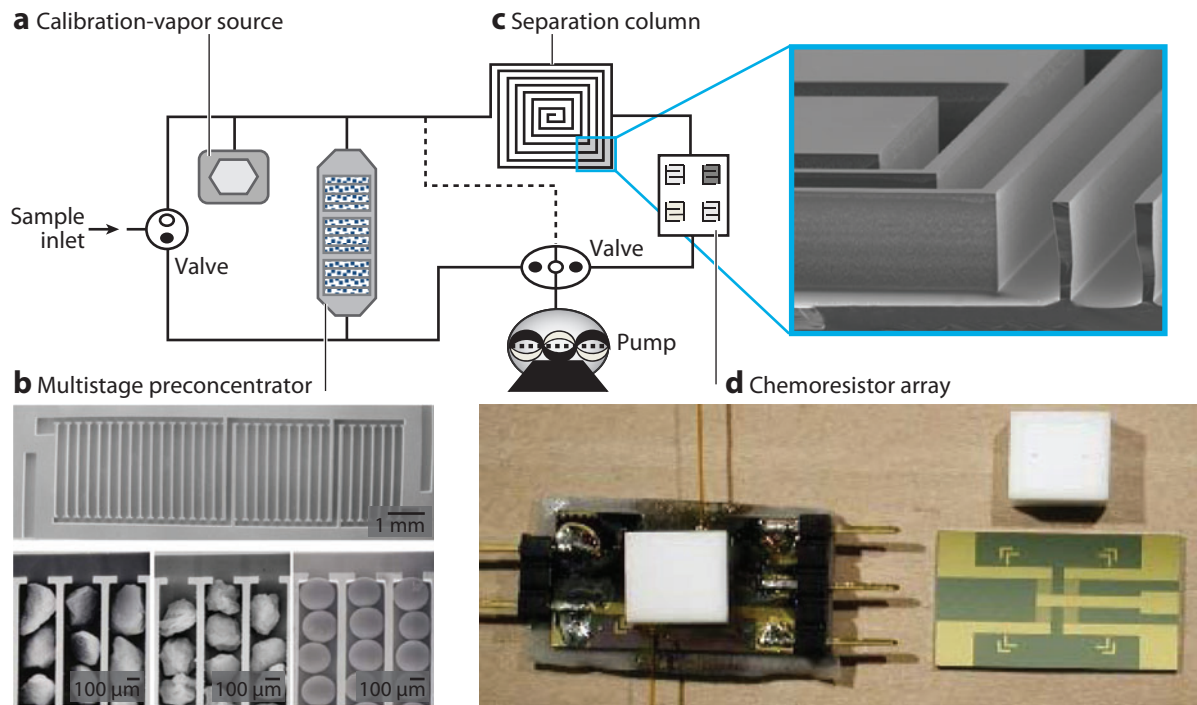 a Calibration-vapor source
c Separation column
Sample
inlet
Valve
Valve
Pump
b Multistage preconcentrator
d Chemoresistor array
1 mm
100 µm
100 µm
100 µm